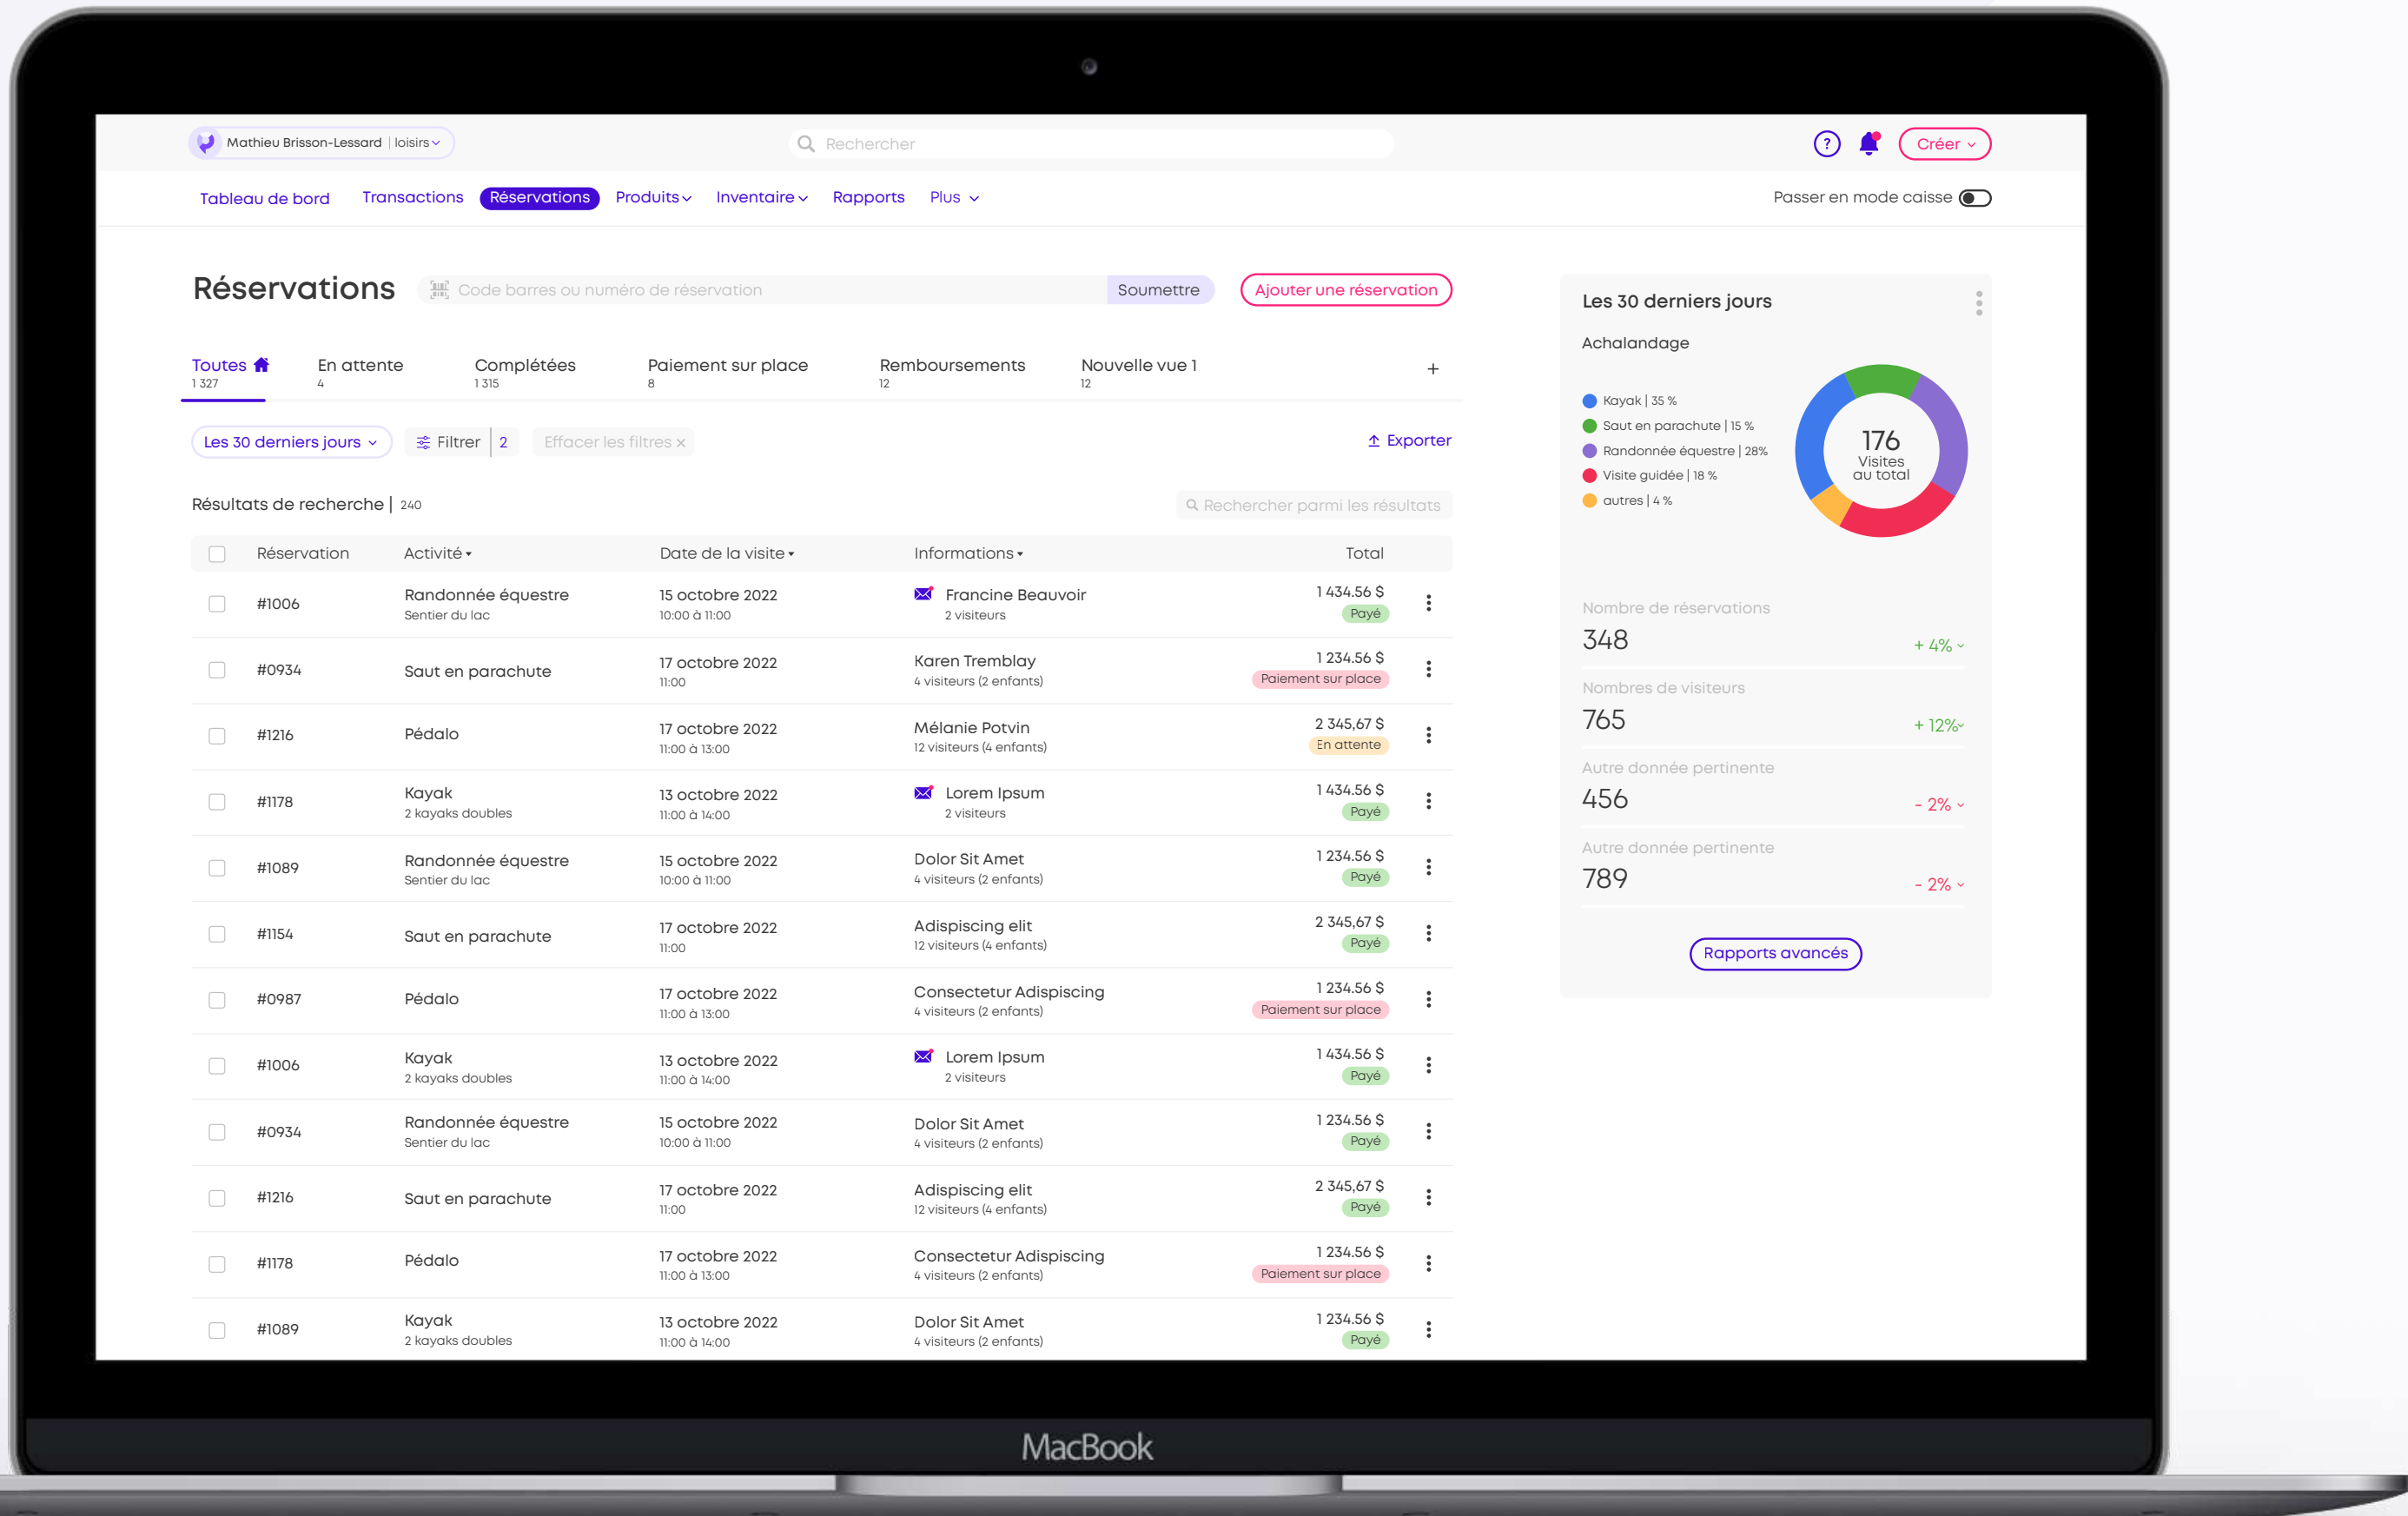 Mathieu Brisson-Lessard | loisirs
Rechercher
?
Créer
Tableau de bord Transactions Réservations Produits Inventaire Rapports Plus
Passer en mode caisse
Réservations
Code barres ou numéro de réservation
Soumettre
Ajouter une réservation
Toutes En attente Complétées Paiement sur place Remboursements Nouvelle vue 1 +
1 327 4 1 315 8 12 12
Les 30 derniers jours
Filtrer | 2
Effacer les filtres ×
Exporter
Résultats de recherche | 240
Rechercher parmi les résultats
Réservation Activité Date de la visite Informations Total
#1006 Randonnée équestre 15 octobre 2022 Francine Beauvoir 1 434.56 $
Sentier du lac 10:00 à 11:00 2 visiteurs Payé
#0934 Saut en parachute 17 octobre 2022 Karen Tremblay 1 234.56 $
11:00 4 visiteurs (2 enfants) Paiement sur place
#1216 Pédalo 17 octobre 2022 Mélanie Potvin 2 345,67 $
11:00 à 13:00 12 visiteurs (4 enfants) En attente
#1178 Kayak 13 octobre 2022 Lorem Ipsum 1 434.56 $
2 kayaks doubles 11:00 à 14:00 2 visiteurs Payé
#1089 Randonnée équestre 15 octobre 2022 Dolor Sit Amet 1 234.56 $
Sentier du lac 10:00 à 11:00 4 visiteurs (2 enfants) Payé
#1154 Saut en parachute 17 octobre 2022 Adispiscing elit 2 345,67 $
11:00 12 visiteurs (4 enfants) Payé
#0987 Pédalo 17 octobre 2022 Consectetur Adispiscing 1 234.56 $
11:00 à 13:00 4 visiteurs (2 enfants) Paiement sur place
#1006 Kayak 13 octobre 2022 Lorem Ipsum 1 434.56 $
2 kayaks doubles 11:00 à 14:00 2 visiteurs Payé
#0934 Randonnée équestre 15 octobre 2022 Dolor Sit Amet 1 234.56 $
Sentier du lac 10:00 à 11:00 4 visiteurs (2 enfants) Payé
#1216 Saut en parachute 17 octobre 2022 Adispiscing elit 2 345,67 $
11:00 12 visiteurs (4 enfants) Payé
#1178 Pédalo 17 octobre 2022 Consectetur Adispiscing 1 234.56 $
11:00 à 13:00 4 visiteurs (2 enfants) Paiement sur place
#1089 Kayak 13 octobre 2022 Dolor Sit Amet 1 234.56 $
2 kayaks doubles 11:00 à 14:00 4 visiteurs (2 enfants) Payé
Les 30 derniers jours
Achalandage
Kayak | 35 %
Saut en parachute | 15 %
Randonnée équestre | 28%
Visite guidée | 18 %
autres | 4 %
176
Visites
au total
Nombre de réservations
348 + 4%
Nombres de visiteurs
765 + 12%
Autre donnée pertinente
456 - 2%
Autre donnée pertinente
789 - 2%
Rapports avancés
MacBook